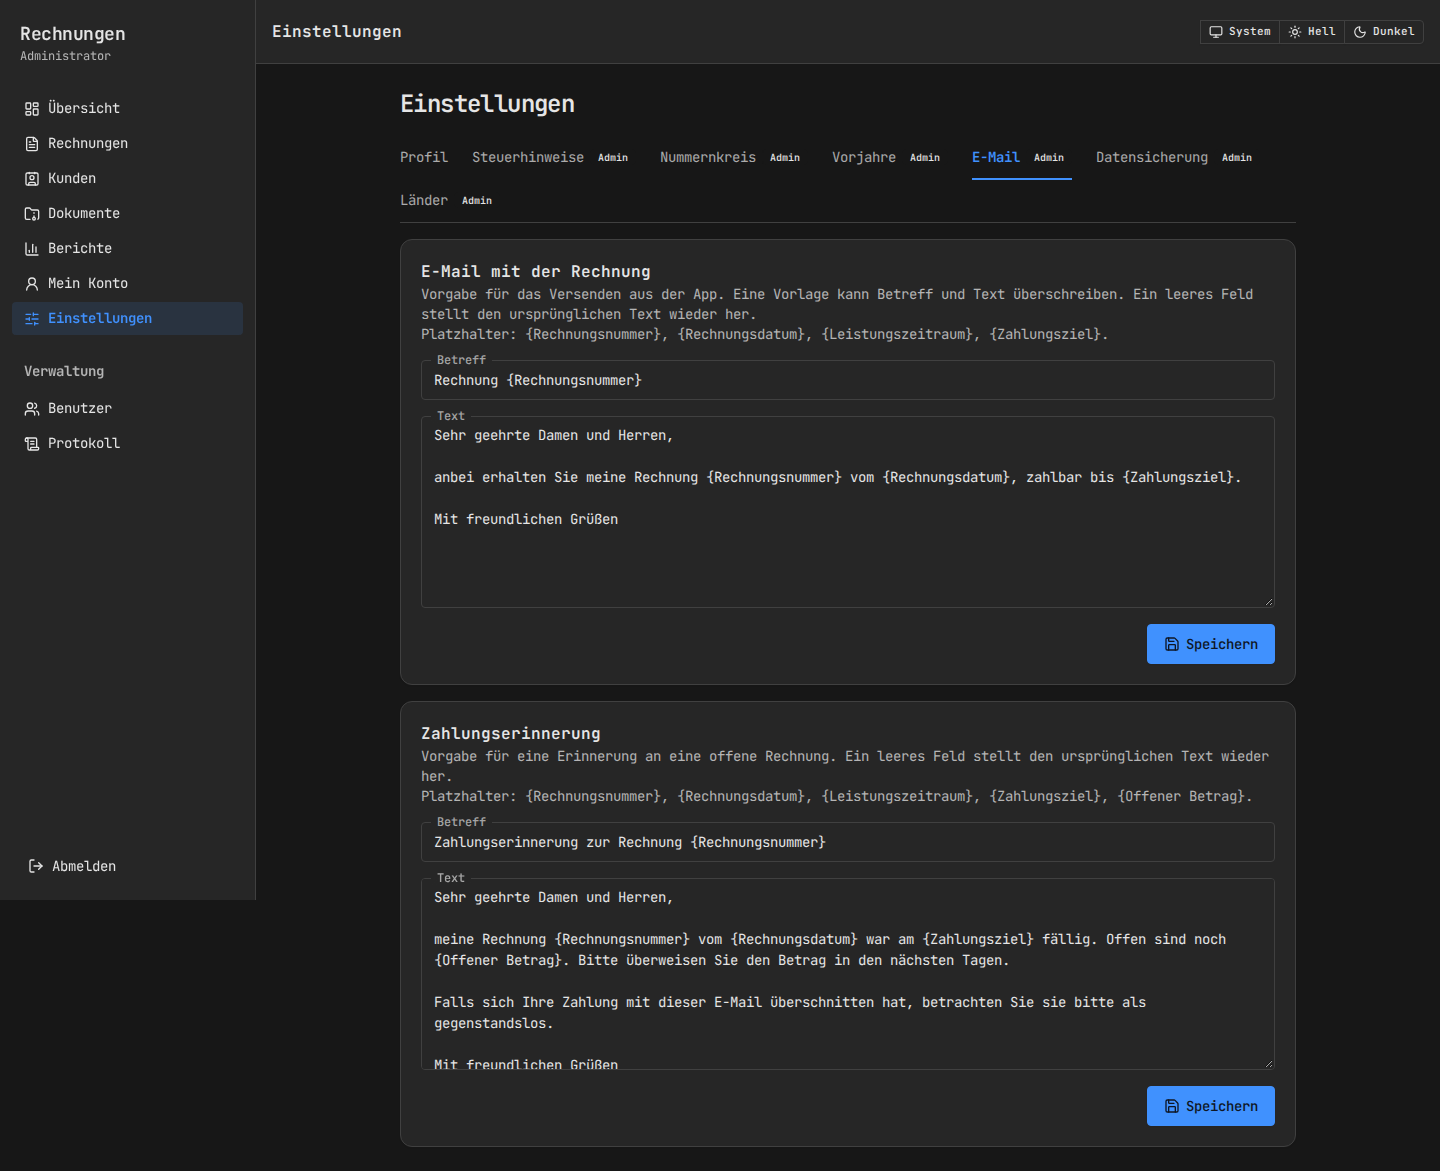 Rechnungen
Administrator
Übersicht
Rechnungen
Kunden
Dokumente
Berichte
Mein Konto
Einstellungen
Verwaltung
Benutzer
Protokoll
Abmelden
Einstellungen
System Hell Dunkel
Einstellungen
Profil Steuerhinweise Admin Nummernkreis Admin Vorjahre Admin E-Mail Admin Datensicherung Admin
Länder Admin
E-Mail mit der Rechnung
Vorgabe für das Versenden aus der App. Eine Vorlage kann Betreff und Text überschreiben. Ein leeres Feld
stellt den ursprünglichen Text wieder her.
Platzhalter: {Rechnungsnummer}, {Rechnungsdatum}, {Leistungszeitraum}, {Zahlungsziel}.
Betreff
Rechnung {Rechnungsnummer}
Text
Sehr geehrte Damen und Herren,
anbei erhalten Sie meine Rechnung {Rechnungsnummer} vom {Rechnungsdatum}, zahlbar bis {Zahlungsziel}.
Mit freundlichen Grüßen
Speichern
Zahlungserinnerung
Vorgabe für eine Erinnerung an eine offene Rechnung. Ein leeres Feld stellt den ursprünglichen Text wieder
her.
Platzhalter: {Rechnungsnummer}, {Rechnungsdatum}, {Leistungszeitraum}, {Zahlungsziel}, {Offener Betrag}.
Betreff
Zahlungserinnerung zur Rechnung {Rechnungsnummer}
Text
Sehr geehrte Damen und Herren,
meine Rechnung {Rechnungsnummer} vom {Rechnungsdatum} war am {Zahlungsziel} fällig. Offen sind noch
{Offener Betrag}. Bitte überweisen Sie den Betrag in den nächsten Tagen.
Falls sich Ihre Zahlung mit dieser E-Mail überschnitten hat, betrachten Sie sie bitte als
gegenstandslos.
Mit freundlichen Grüßen
Speichern